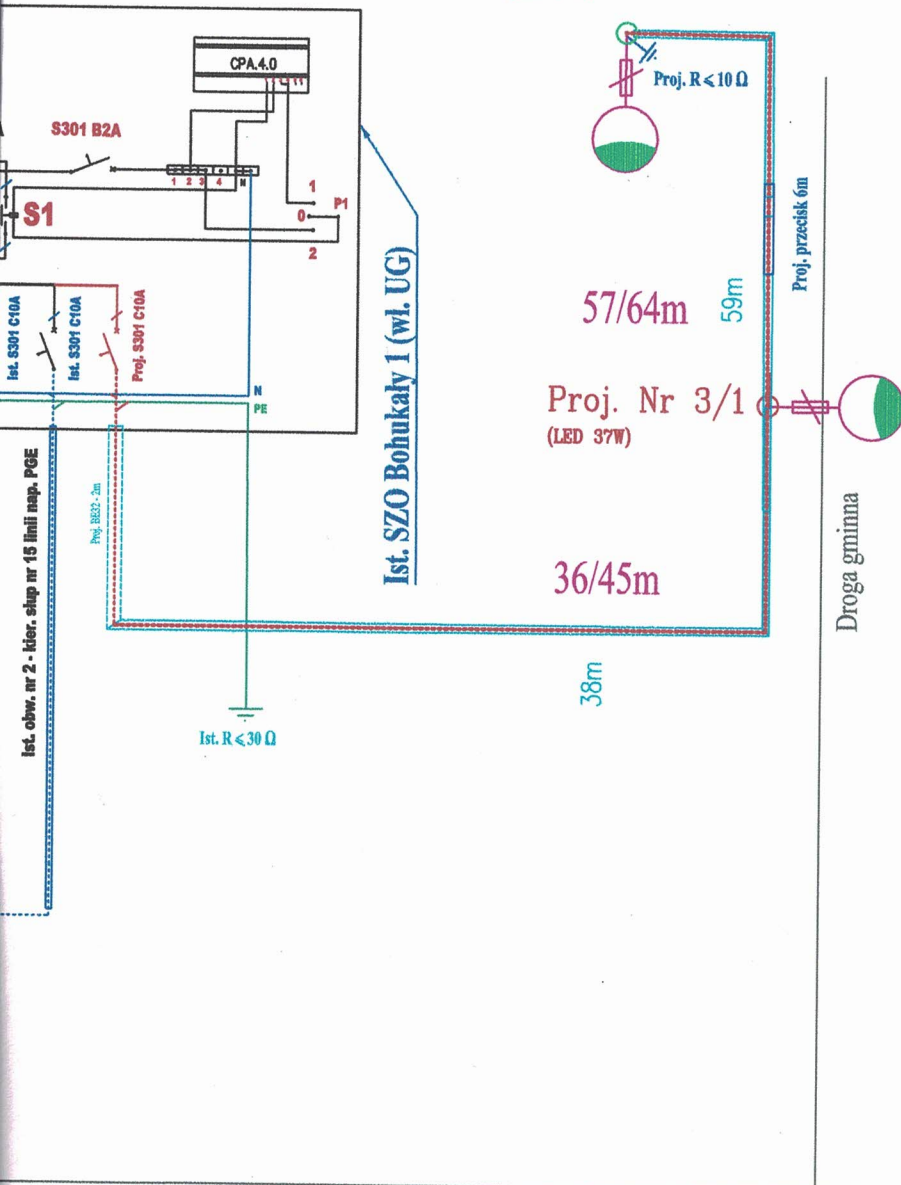 CPA.4.0
S301 B2A
1 2 3 4 N
S1
1
0
P1
2
Ist. S301 C10A
Ist. S301 C10A
Proj. S301 C10A
N
PE
Ist. obw. nr 2 - kier. słup nr 15 linii nap. PGE
Proj. BE32 - 2m
Ist. R ⩽ 30 Ω
Ist. SZO Bohukały 1 (wł. UG)
Proj. R ⩽ 10 Ω
Proj. przecisk 6m
57/64m
59m
Proj. Nr 3/1
(LED 37W)
36/45m
38m
Droga gminna